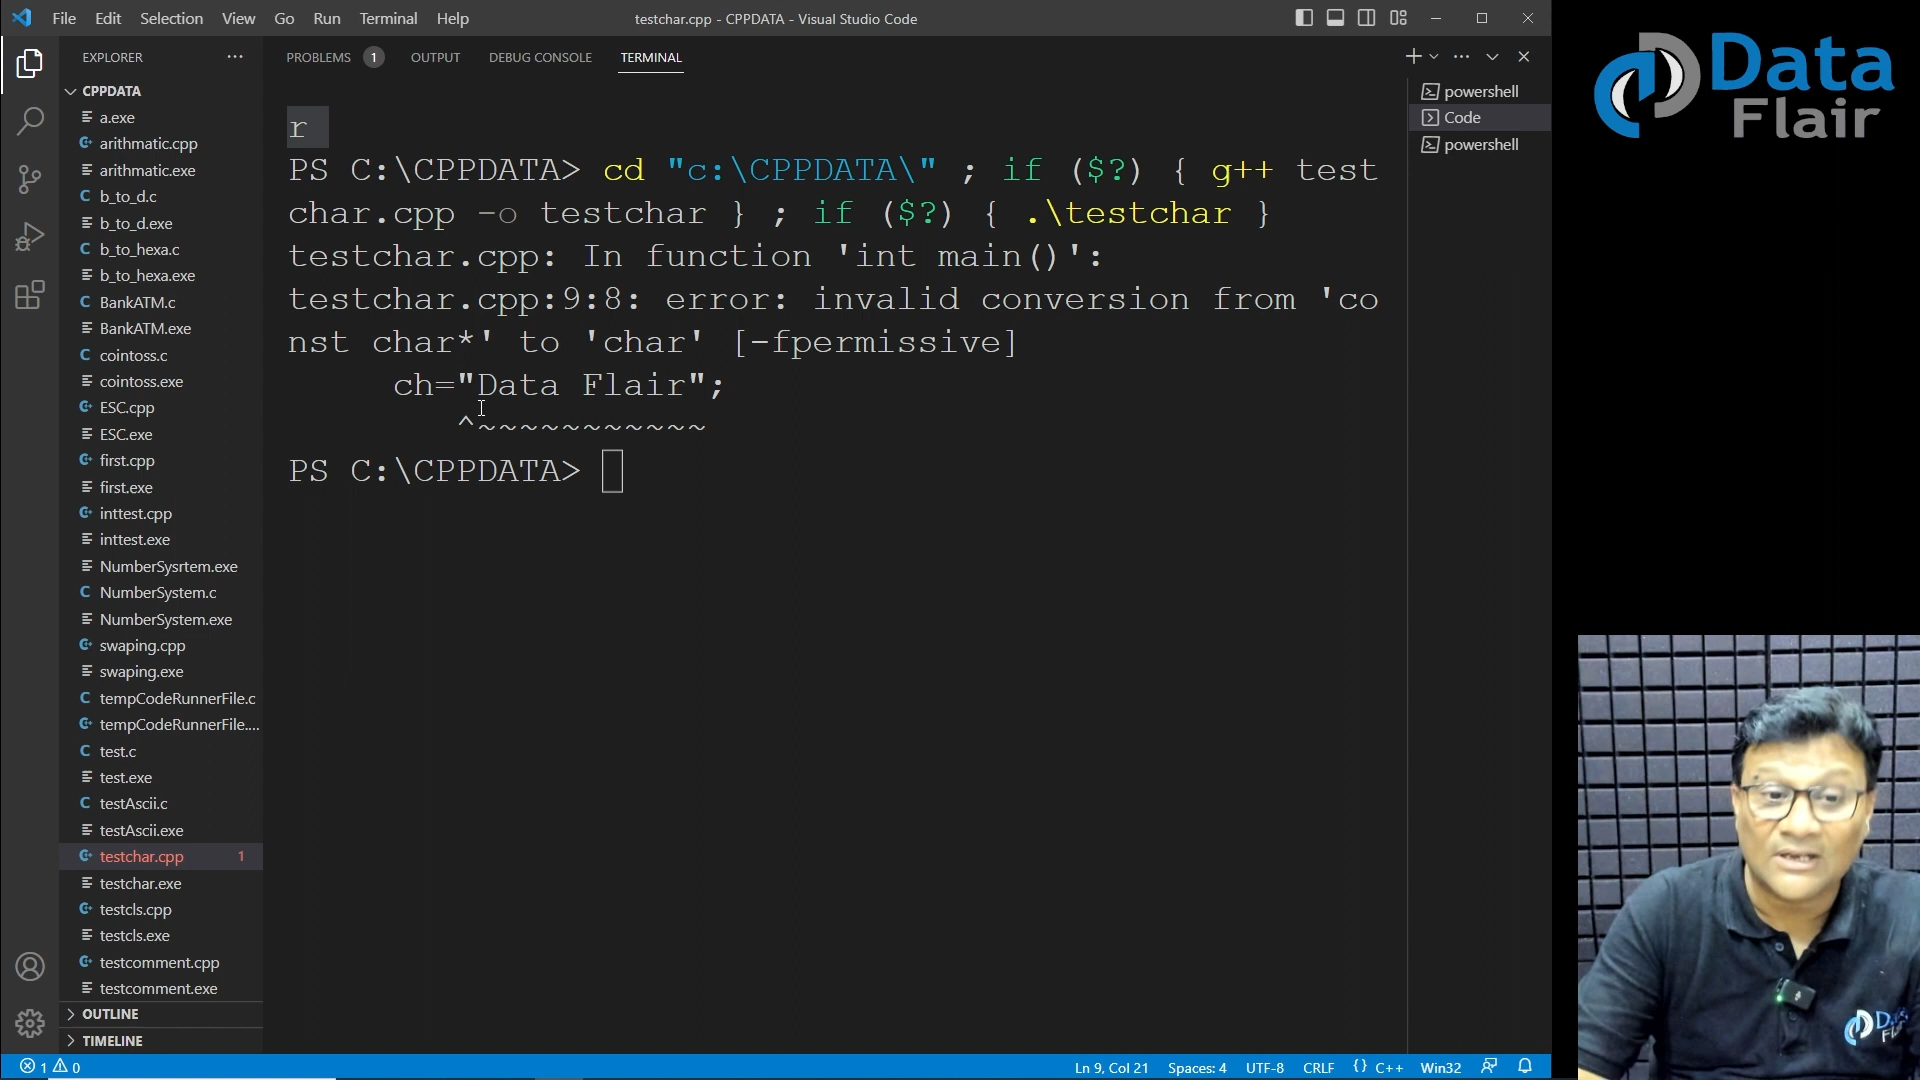 File Edit Selection View Go Run Terminal Help
testchar.cpp - CPPDATA - Visual Studio Code
EXPLORER
CPPDATA
a.exe
arithmatic.cpp
arithmatic.exe
b_to_d.c
b_to_d.exe
b_to_hexa.c
b_to_hexa.exe
BankATM.c
BankATM.exe
cointoss.c
cointoss.exe
ESC.cpp
ESC.exe
first.cpp
first.exe
inttest.cpp
inttest.exe
NumberSysrtem.exe
NumberSystem.c
NumberSystem.exe
swaping.cpp
swaping.exe
tempCodeRunnerFile.c
tempCodeRunnerFile....
test.c
test.exe
testAscii.c
testAscii.exe
testchar.cpp 1
testchar.exe
testcls.cpp
testcls.exe
testcomment.cpp
testcomment.exe
OUTLINE
TIMELINE
PROBLEMS 1 OUTPUT DEBUG CONSOLE TERMINAL
r
PS C:\CPPDATA> cd "c:\CPPDATA\" ; if ($?) { g++ test
char.cpp -o testchar } ; if ($?) { .\testchar }
testchar.cpp: In function 'int main()':
testchar.cpp:9:8: error: invalid conversion from 'co
nst char*' to 'char' [-fpermissive]
ch="Data Flair";
^~~~~~~~~~~~
PS C:\CPPDATA>
powershell
Code
powershell
1 0
Ln 9, Col 21 Spaces: 4 UTF-8 CRLF {} C++ Win32
Data
Flair